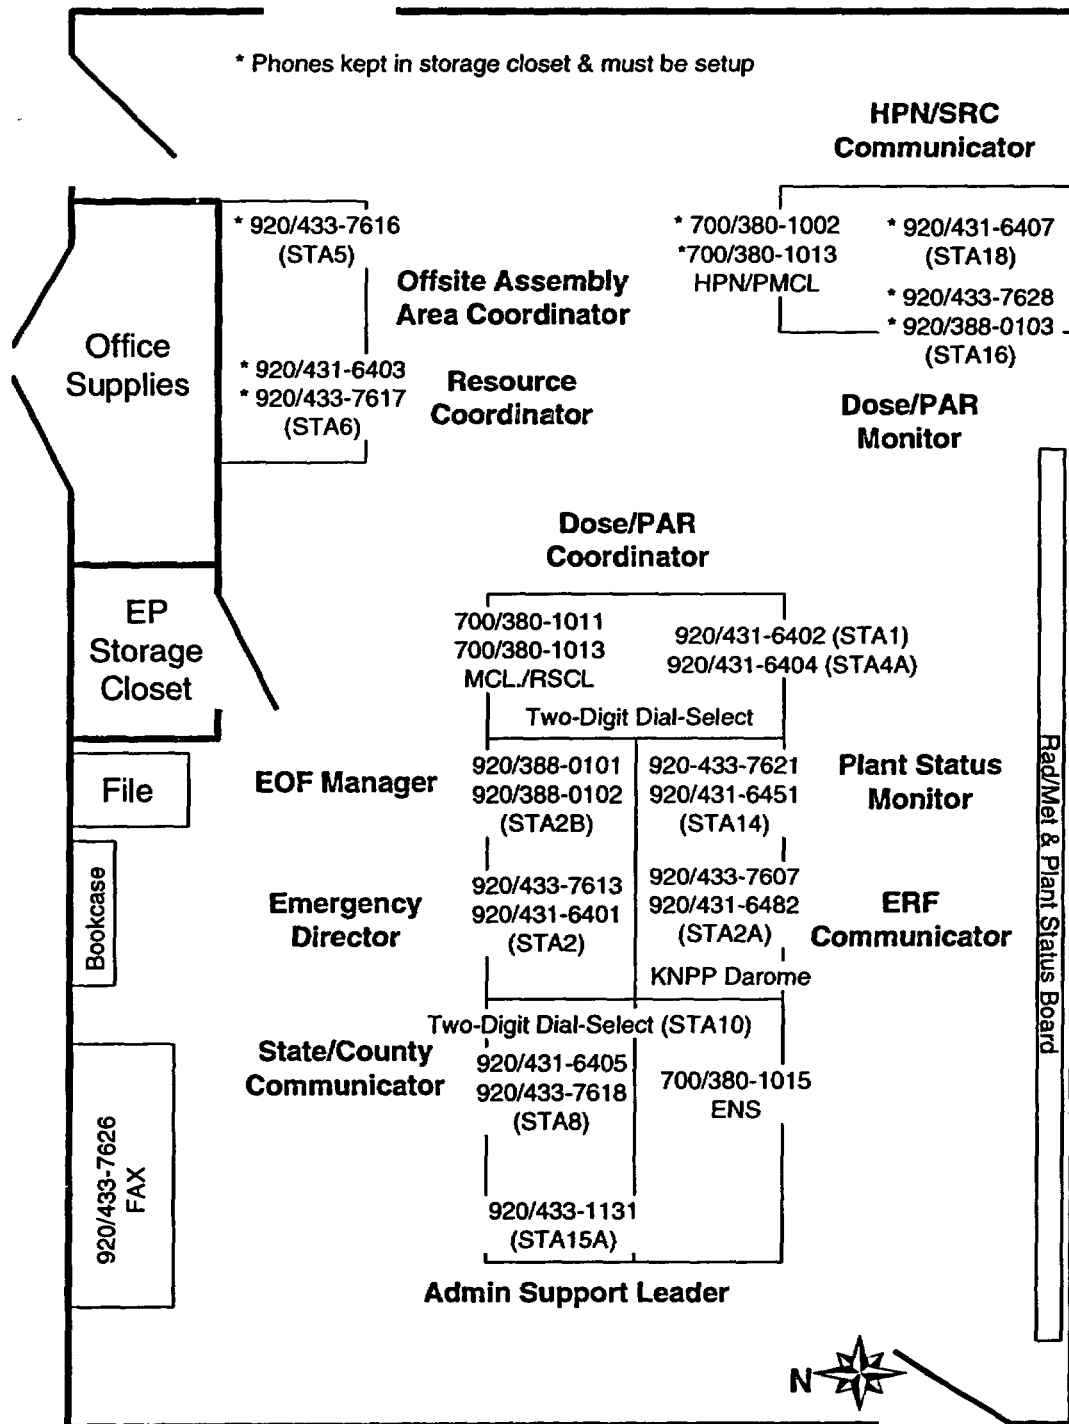 * Phones kept in storage closet & must be setup
HPN/SRC
Communicator
* 920/433-7616
(STA5)
Offsite Assembly
Area Coordinator
* 700/380-1002
*700/380-1013
HPN/PMCL
* 920/431-6407
(STA18)
* 920/433-7628
* 920/388-0103
(STA16)
Office
Supplies
* 920/431-6403
* 920/433-7617
(STA6)
Resource
Coordinator
Dose/PAR
Monitor
Dose/PAR
Coordinator
EP
Storage
Closet
700/380-1011
700/380-1013
MCL./RSCL
920/431-6402 (STA1)
920/431-6404 (STA4A)
Two-Digit Dial-Select
File
EOF Manager
920/388-0101
920/388-0102
(STA2B)
920-433-7621
920/431-6451
(STA14)
Plant Status
Monitor
Rad/Met & Plant Status Board
Bookcase
Emergency
Director
920/433-7613
920/431-6401
(STA2)
920/433-7607
920/431-6482
(STA2A)
KNPP Darome
ERF
Communicator
Two-Digit Dial-Select (STA10)
State/County
Communicator
920/431-6405
920/433-7618
(STA8)
700/380-1015
ENS
920/433-7626
FAX
920/433-1131
(STA15A)
Admin Support Leader
N